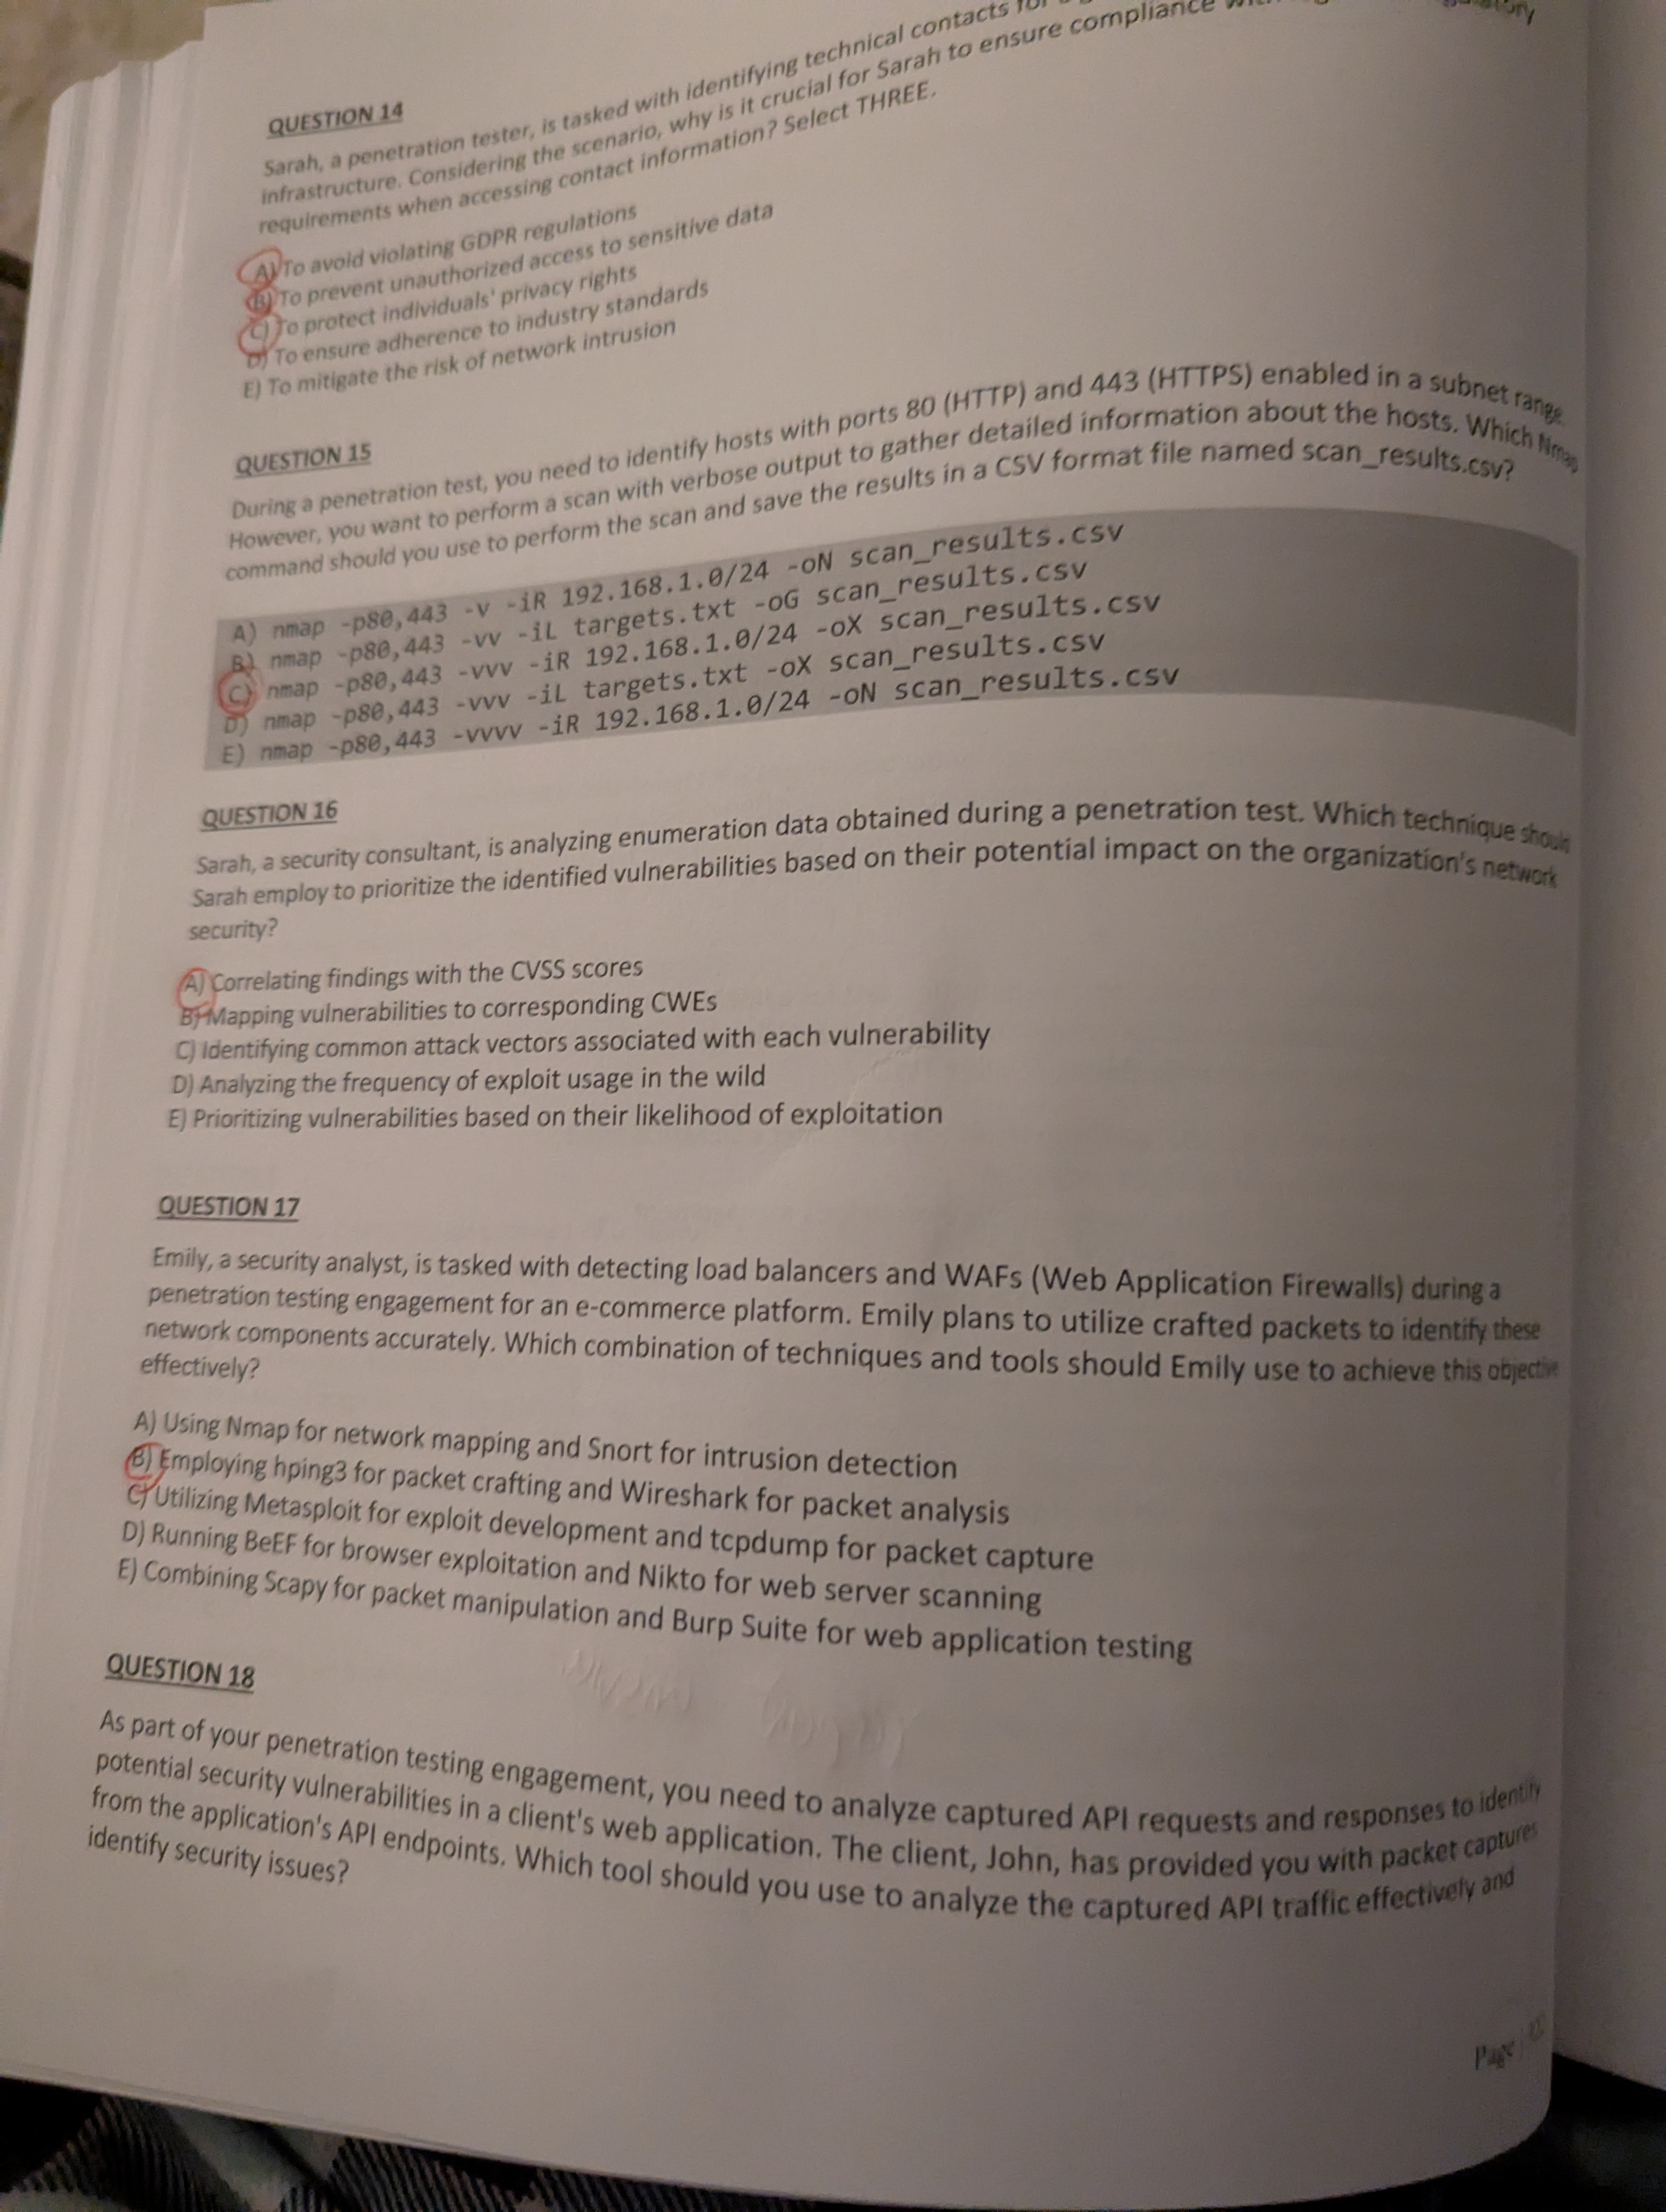 QUESTION 14
Sarah, a penetration tester, is tasked with identifying technical contacts for
infrastructure. Considering the scenario, why is it crucial for Sarah to ensure compliance
requirements when accessing contact information? Select THREE.
A) To avoid violating GDPR regulations
B) To prevent unauthorized access to sensitive data
C) To protect individuals' privacy rights
D) To ensure adherence to industry standards
E) To mitigate the risk of network intrusion
QUESTION 15
During a penetration test, you need to identify hosts with ports 80 (HTTP) and 443 (HTTPS) enabled in a subnet range.
However, you want to perform a scan with verbose output to gather detailed information about the hosts. Which Nmap
command should you use to perform the scan and save the results in a CSV format file named scan_results.csv?
A) nmap -p80,443 -v -iR 192.168.1.0/24 -oN scan_results.csv
B) nmap -p80,443 -vv -iL targets.txt -oG scan_results.csv
C) nmap -p80,443 -vvv -iR 192.168.1.0/24 -oX scan_results.csv
D) nmap -p80,443 -vvv -iL targets.txt -oX scan_results.csv
E) nmap -p80,443 -vvvv -iR 192.168.1.0/24 -oN scan_results.csv
QUESTION 16
Sarah, a security consultant, is analyzing enumeration data obtained during a penetration test. Which technique should
Sarah employ to prioritize the identified vulnerabilities based on their potential impact on the organization's network
security?
A) Correlating findings with the CVSS scores
B) Mapping vulnerabilities to corresponding CWEs
C) Identifying common attack vectors associated with each vulnerability
D) Analyzing the frequency of exploit usage in the wild
E) Prioritizing vulnerabilities based on their likelihood of exploitation
QUESTION 17
Emily, a security analyst, is tasked with detecting load balancers and WAFs (Web Application Firewalls) during a
penetration testing engagement for an e-commerce platform. Emily plans to utilize crafted packets to identify these
network components accurately. Which combination of techniques and tools should Emily use to achieve this objective
effectively?
A) Using Nmap for network mapping and Snort for intrusion detection
B) Employing hping3 for packet crafting and Wireshark for packet analysis
C) Utilizing Metasploit for exploit development and tcpdump for packet capture
D) Running BeEF for browser exploitation and Nikto for web server scanning
E) Combining Scapy for packet manipulation and Burp Suite for web application testing
QUESTION 18
As part of your penetration testing engagement, you need to analyze captured API requests and responses to identify
potential security vulnerabilities in a client's web application. The client, John, has provided you with packet captures
from the application's API endpoints. Which tool should you use to analyze the captured API traffic effectively and
identify security issues?
Page